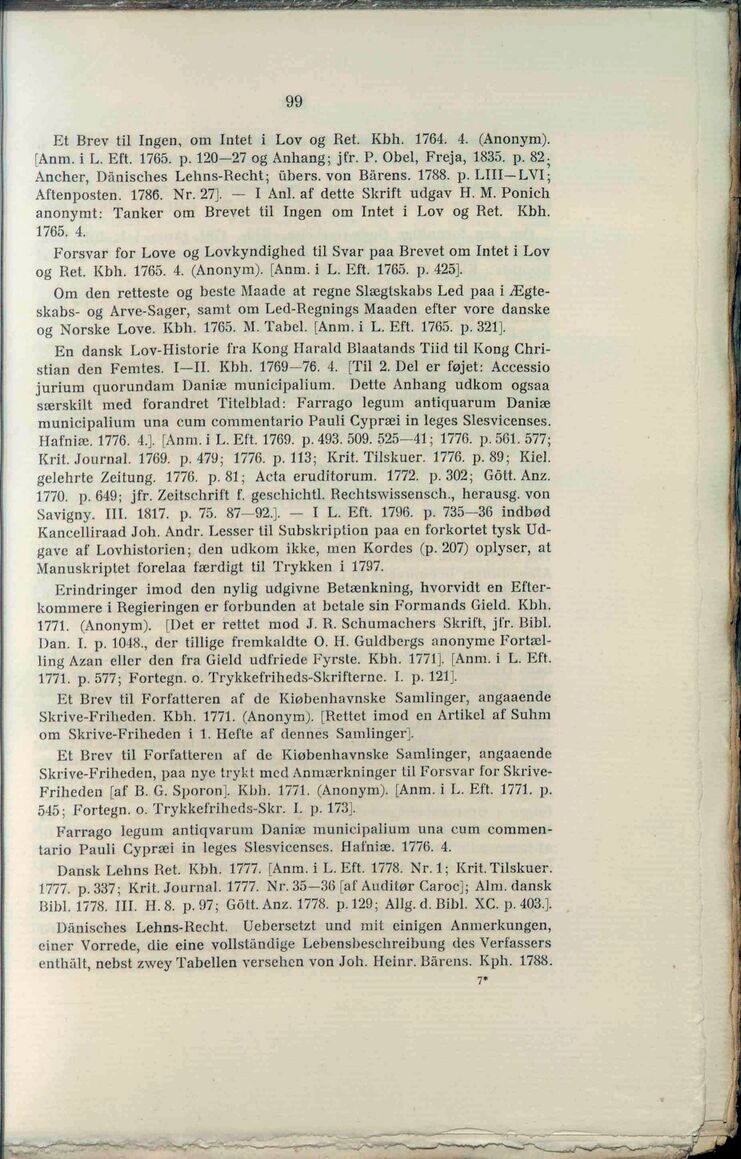 99
Et Brev til Ingen, om Intet i Lov og Ret. Kbh. 1764. 4. (Anonym).
[Anm. i L. Eft. 1765. p. 120—27 og Anhang; jfr. P. Obel, Freja, 1835. p. 82;
Ancher, Dänisches Lehns-Recht; übers. von Bärens. 1788. p. LIII—LVI;
Aftenposten. 1786. Nr. 27]. — I Anl. af dette Skrift udgav H. M. Ponich
anonymt: Tanker om Brevet til Ingen om Intet i Lov og Ret. Kbh.
1765. 4.
Forsvar for Love og Lovkyndighed til Svar paa Brevet om Intet i Lov
og Ret. Kbh. 1765. 4. (Anonym). [Anm. i L. Eft. 1765. p. 425].
Om den retteste og beste Maade at regne Slægtskabs Led paa i Ægte-
skabs- og Arve-Sager, samt om Led-Regnings Maaden efter vore danske
og Norske Love. Kbh. 1765. M. Tabel. [Anm. i L. Eft. 1765. p. 321].
En dansk Lov-Historie fra Kong Harald Blaatands Tiid til Kong Chri-
stian den Femtes. I—II. Kbh. 1769—76. 4. [Til 2. Del er føjet: Accessio
jurium quorundam Daniæ municipalium. Dette Anhang udkom ogsaa
særskilt med forandret Titelblad: Farrago legum antiquarum Daniæ
municipalium una cum commentario Pauli Cypræi in leges Slesvicenses.
Hafniæ. 1776. 4.]. [Anm. i L. Eft. 1769. p. 493. 509. 525—41; 1776. p. 561. 577;
Krit. Journal. 1769. p. 479; 1776. p. 113; Krit. Tilskuer. 1776. p. 89; Kiel.
gelehrte Zeitung. 1776. p. 81; Acta eruditorum. 1772. p. 302; Gött. Anz.
1770. p. 649; jfr. Zeitschrift f. geschichtl. Rechtswissensch., herausg. von
Savigny. III. 1817. p. 75. 87—92.]. — I L. Eft. 1796. p. 735—36 indbød
Kancelliraad Joh. Andr. Lesser til Subskription paa en forkortet tysk Ud-
gave af Lovhistorien; den udkom ikke, men Kordes (p. 207) oplyser, at
Manuskriptet forelaa færdigt til Trykken i 1797.
Erindringer imod den nylig udgivne Betænkning, hvorvidt en Efter-
kommere i Regieringen er forbunden at betale sin Formands Gield. Kbh.
1771. (Anonym). [Det er rettet mod J. R. Schumachers Skrift, jfr. Bibl.
Dan. I. p. 1048., der tillige fremkaldte O. H. Guldbergs anonyme Fortæl-
ling Azan eller den fra Gield udfriede Fyrste. Kbh. 1771]. [Anm. i L. Eft.
1771. p. 577; Fortegn. o. Trykkefriheds-Skrifterne. I. p. 121].
Et Brev til Forfatteren af de Kiøbenhavnske Samlinger, angaaende
Skrive-Friheden. Kbh. 1771. (Anonym). [Rettet imod en Artikel af Suhm
om Skrive-Friheden i 1. Hefte af dennes Samlinger].
Et Brev til Forfatteren af de Kiøbenhavnske Samlinger, angaaende
Skrive-Friheden, paa nye trykt med Anmærkninger til Forsvar for Skrive-
Friheden [af B. G. Sporon]. Kbh. 1771. (Anonym). [Anm. i L. Eft. 1771. p.
545; Fortegn. o. Trykkefriheds-Skr. I. p. 173].
Farrago legum antiqvarum Daniæ municipalium una cum commen-
tario Pauli Cypræi in leges Slesvicenses. Hafniæ. 1776. 4.
Dansk Lehns Ret. Kbh. 1777. [Anm. i L. Eft. 1778. Nr. 1; Krit. Tilskuer.
1777. p. 337; Krit. Journal. 1777. Nr. 35—36 [af Auditør Caroc]; Alm. dansk
Bibl. 1778. III. H. 8. p. 97; Gött. Anz. 1778. p. 129; Allg. d. Bibl. XC. p. 403.].
Dänisches Lehns-Recht. Uebersetzt und mit einigen Anmerkungen,
einer Vorrede, die eine vollständige Lebensbeschreibung des Verfassers
enthält, nebst zwey Tabellen versehen von Joh. Heinr. Bärens. Kph. 1788.
7*